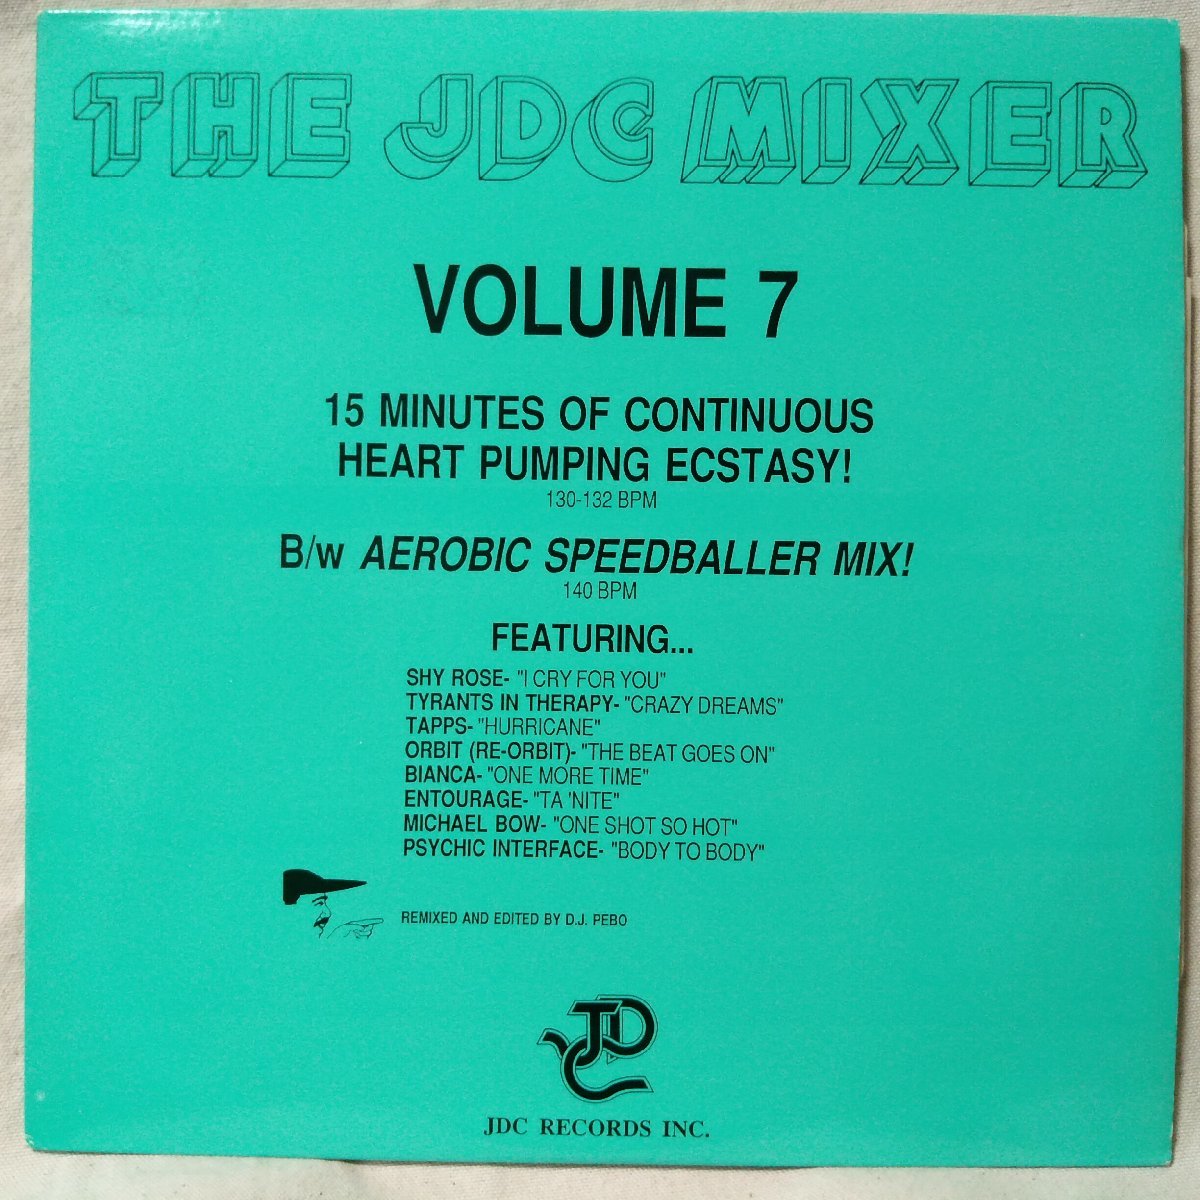 THE JDC MIXER
VOLUME 7
15 MINUTES OF CONTINUOUS
HEART PUMPING ECSTASY!
130-132 BPM
B/w AEROBIC SPEEDBALLER MIX!
140 BPM
FEATURING...
SHY ROSE- "I CRY FOR YOU"
TYRANTS IN THERAPY- "CRAZY DREAMS"
TAPPS- "HURRICANE"
ORBIT (RE-ORBIT)- "THE BEAT GOES ON"
BIANCA- "ONE MORE TIME"
ENTOURAGE- "TA 'NITE"
MICHAEL BOW- "ONE SHOT SO HOT"
PSYCHIC INTERFACE- "BODY TO BODY"
REMIXED AND EDITED BY D.J. PEBO
JDC
JDC RECORDS INC.